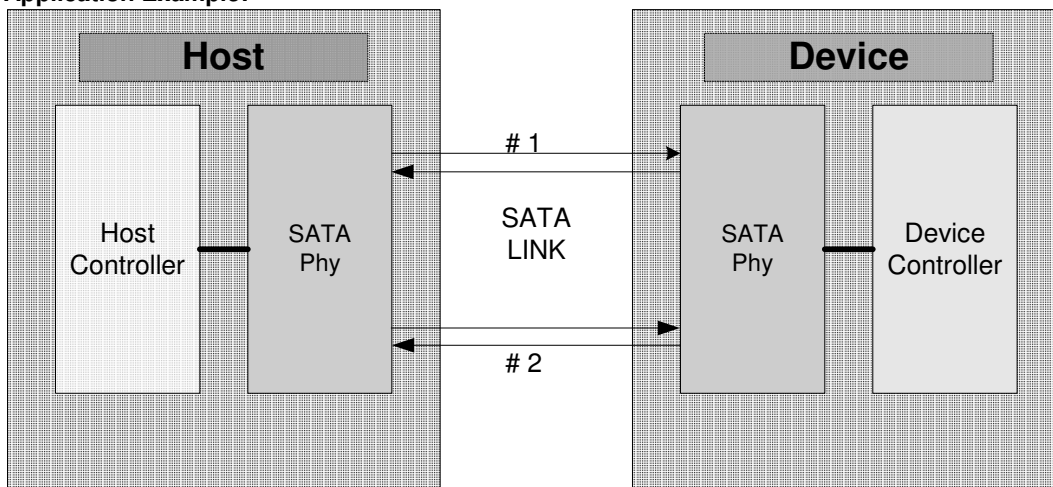 Application Example:
Host
Device
# 1
Host
Controller
SATA
Phy
SATA
LINK
SATA
Phy
Device
Controller
# 2